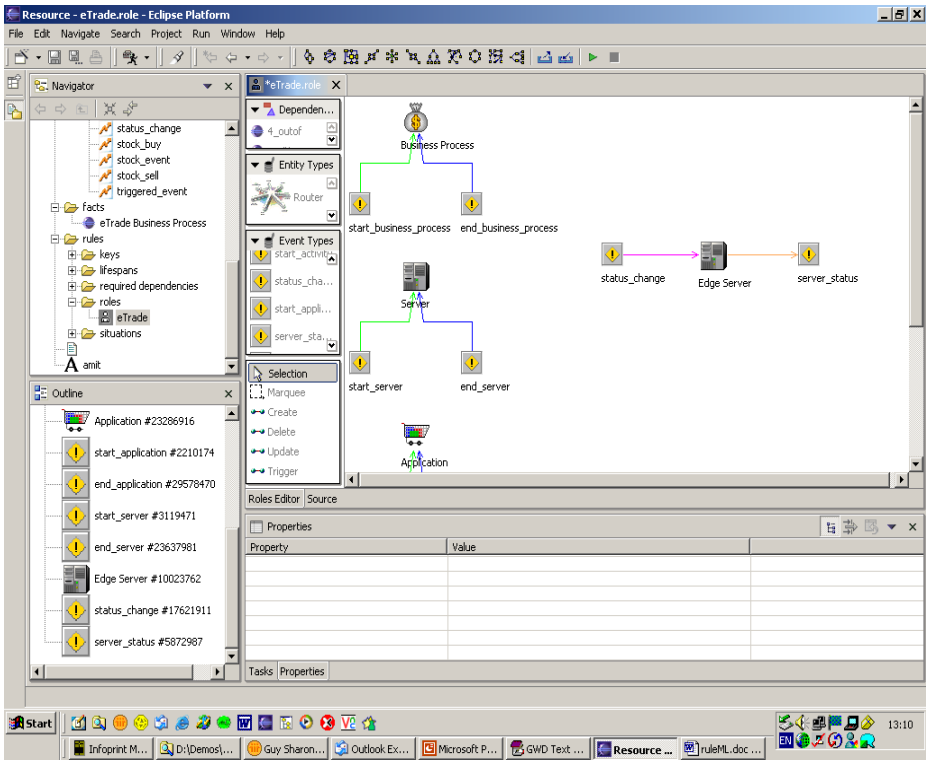 Resource - eTrade.role - Eclipse Platform
File Edit Navigate Search Project Run Window Help
Navigator
status_change
stock_buy
stock_event
stock_sell
triggered_event
facts
eTrade Business Process
rules
keys
lifespans
required dependencies
roles
eTrade
situations
A amit
Outline
Application #23286916
start_application #2210174
end_application #29578470
start_server #3119471
end_server #23637981
Edge Server #10023762
status_change #17621911
server_status #5872987
*eTrade.role
Dependen...
4_outof
Entity Types
Router
Event Types
start_activity
status_cha...
start_appli...
server_sta...
Selection
Marquee
Create
Delete
Update
Trigger
Business Process
start_business_process end_business_process
Server
start_server end_server
Application
status_change Edge Server server_status
Roles Editor Source
Properties
Property Value
Tasks Properties
Start
13:10
Infoprint M... D:\Demos\... Guy Sharon... Outlook Ex... Microsoft P... GWD Text ... Resource ... ruleML.doc ...
EN